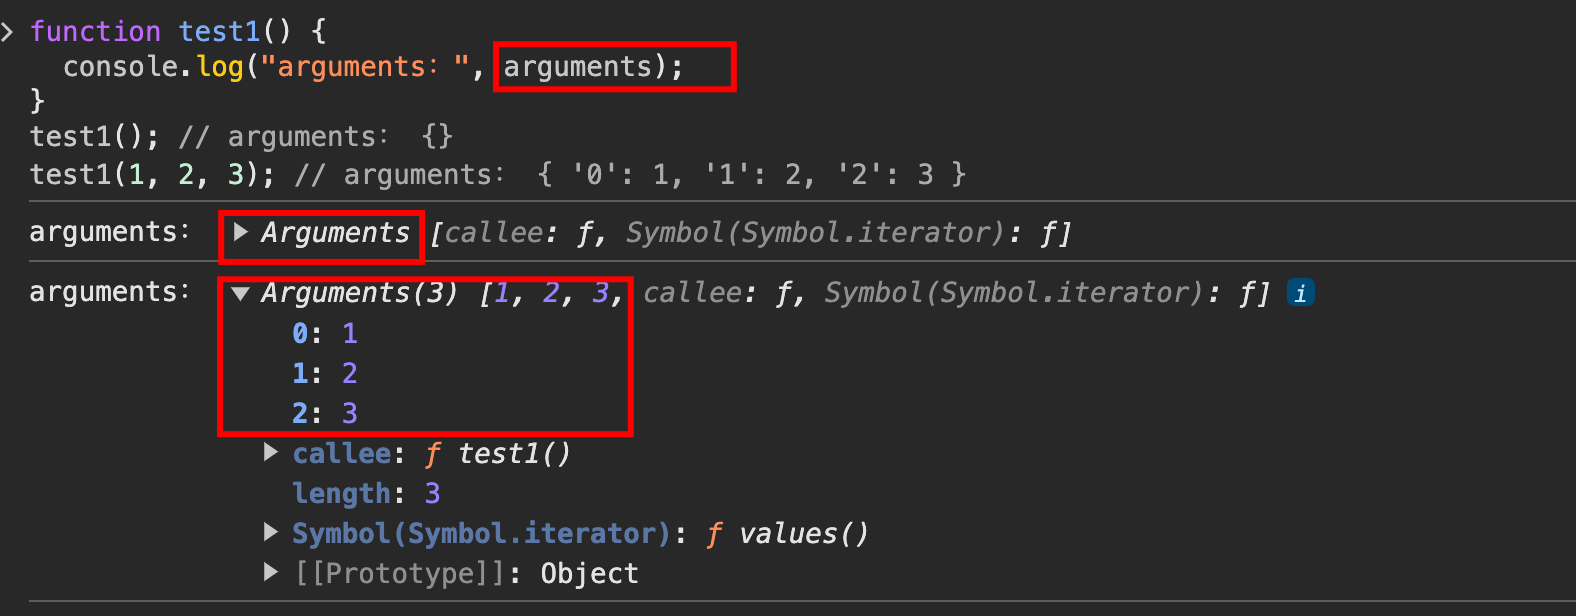 function test1() {
  console.log("arguments: ", arguments);
}
test1(); // arguments:  {}
test1(1, 2, 3); // arguments:  { '0': 1, '1': 2, '2': 3 }
arguments:  ▶ Arguments [callee: ƒ, Symbol(Symbol.iterator): ƒ]
arguments:  ▼ Arguments(3) [1, 2, 3, callee: ƒ, Symbol(Symbol.iterator): ƒ] i
0: 1
1: 2
2: 3
▶ callee: ƒ test1()
length: 3
▶ Symbol(Symbol.iterator): ƒ values()
▶ [[Prototype]]: Object